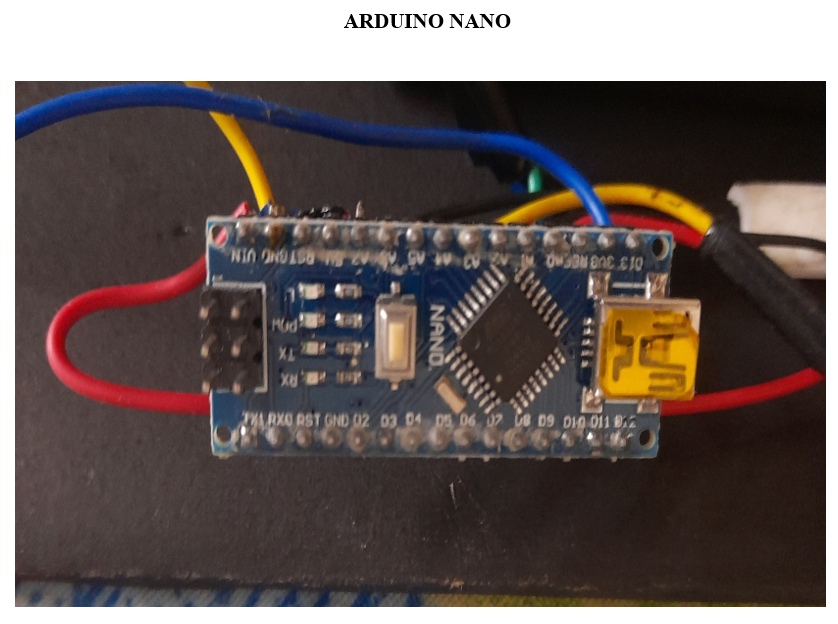 ARDUINO NANO
VIN GND RST 5V A7 A6 A5 A4 A3 A2 A1 A0 REF 3V3 D13
L
POW
TX
RX
NANO
TX1 RX0 RST GND D2 D3 D4 D5 D6 D7 D8 D9 D10 D11 D12